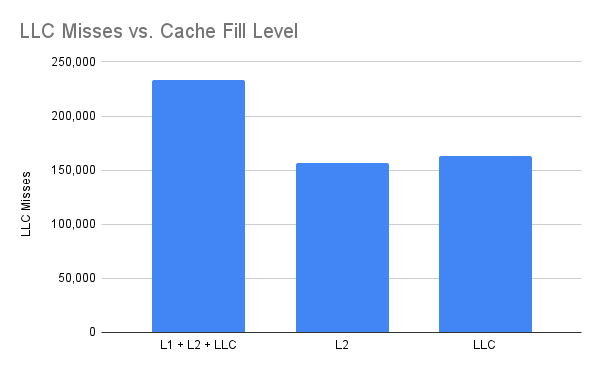 LLC Misses vs. Cache Fill Level
250,000
200,000
150,000
100,000
50,000
0
LLC Misses
L1 + L2 + LLC
L2
LLC